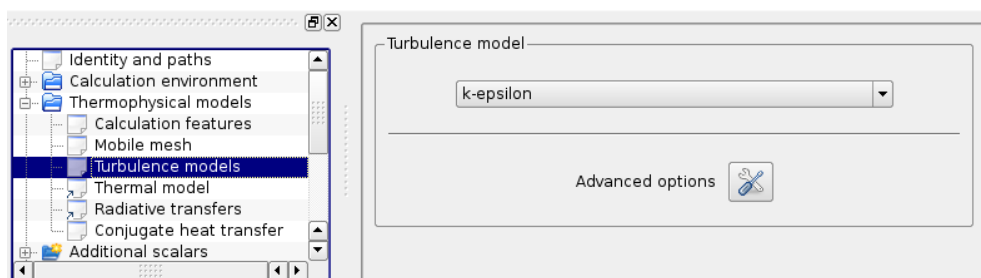 Identity and paths
Calculation environment
Thermophysical models
Calculation features
Mobile mesh
Turbulence models
Thermal model
Radiative transfers
Conjugate heat transfer
Additional scalars
Turbulence model
k-epsilon
Advanced options